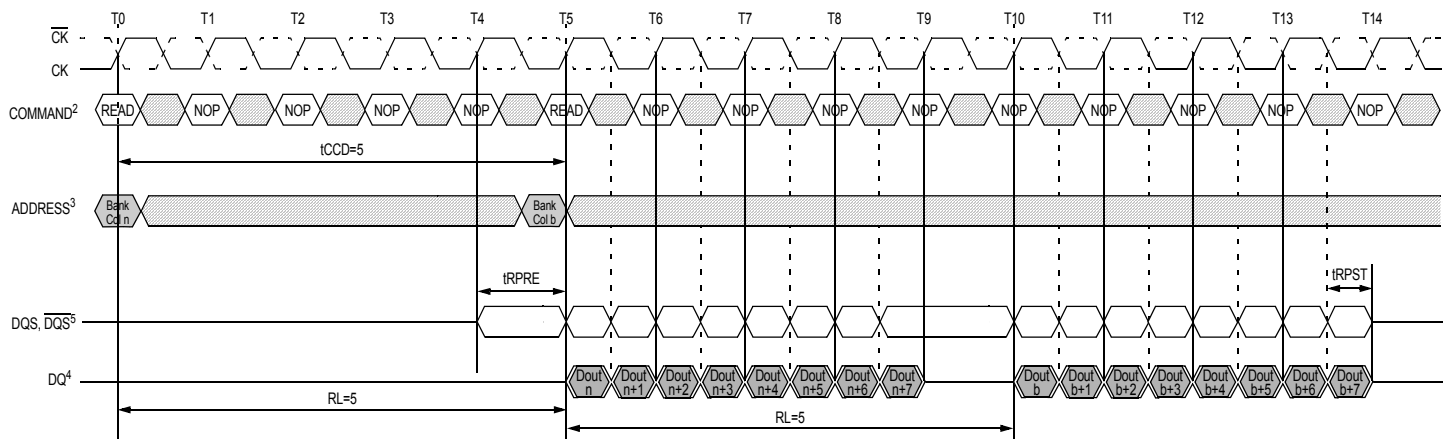 T0 T1 T2 T3 T4 T5 T6 T7 T8 T9 T10 T11 T12 T13 T14
CK
CK
COMMAND2 READ NOP NOP NOP NOP READ NOP NOP NOP NOP NOP NOP NOP NOP NOP
tCCD=5
ADDRESS3 Bank Col n Bank Col b
tRPRE tRPST
DQS, DQS5
DQ4 Dout n Dout n+1 Dout n+2 Dout n+3 Dout n+4 Dout n+5 Dout n+6 Dout n+7 Dout b Dout b+1 Dout b+2 Dout b+3 Dout b+4 Dout b+5 Dout b+6 Dout b+7
RL=5
RL=5